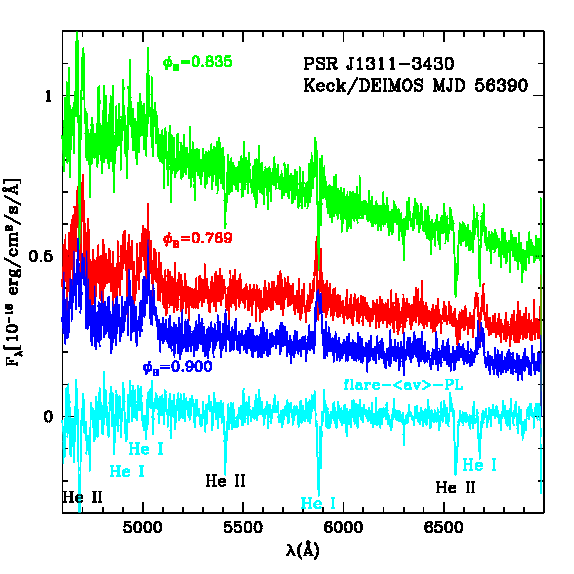 ϕB=0.835
PSR J1311-3430
Keck/DEIMOS MJD 56390
1
ϕB=0.769
0.5
Fλ[10⁻¹⁶ erg/cm²/s/Å]
ϕB=0.900
flare-<av>-PL
0
He I
He I
He I
He II
He II
He II
He I
5000
5500
6000
6500
λ(Å)